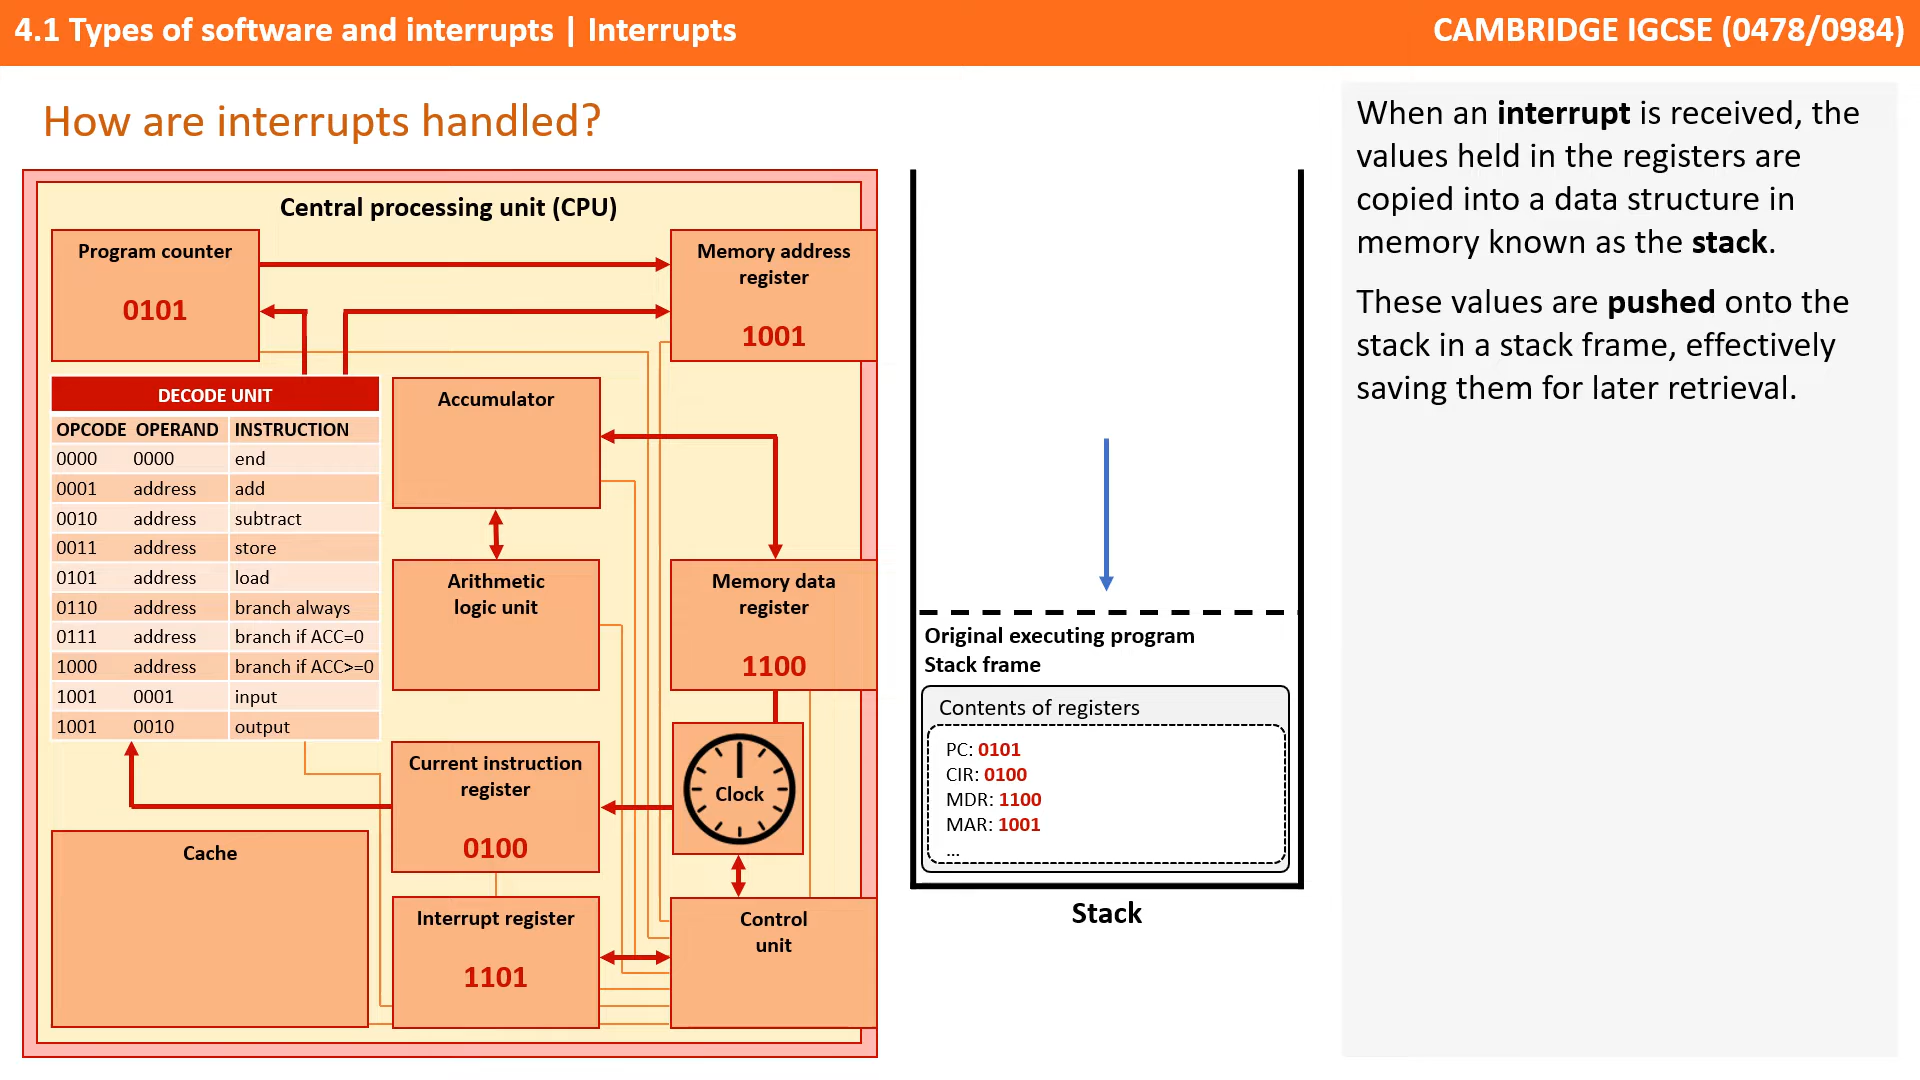 4.1 Types of software and interrupts | Interrupts
CAMBRIDGE IGCSE (0478/0984)
How are interrupts handled?
Central processing unit (CPU)
Program counter
0101
Memory address
register
1001
DECODE UNIT
OPCODE OPERAND INSTRUCTION
0000 0000 end
0001 address add
0010 address subtract
0011 address store
0101 address load
0110 address branch always
0111 address branch if ACC=0
1000 address branch if ACC>=0
1001 0001 input
1001 0010 output
Accumulator
Arithmetic
logic unit
Memory data
register
1100
Current instruction
register
0100
Clock
Cache
Interrupt register
1101
Control
unit
Original executing program
Stack frame
Contents of registers
PC: 0101
CIR: 0100
MDR: 1100
MAR: 1001
...
Stack
When an interrupt is received, the
values held in the registers are
copied into a data structure in
memory known as the stack.
These values are pushed onto the
stack in a stack frame, effectively
saving them for later retrieval.